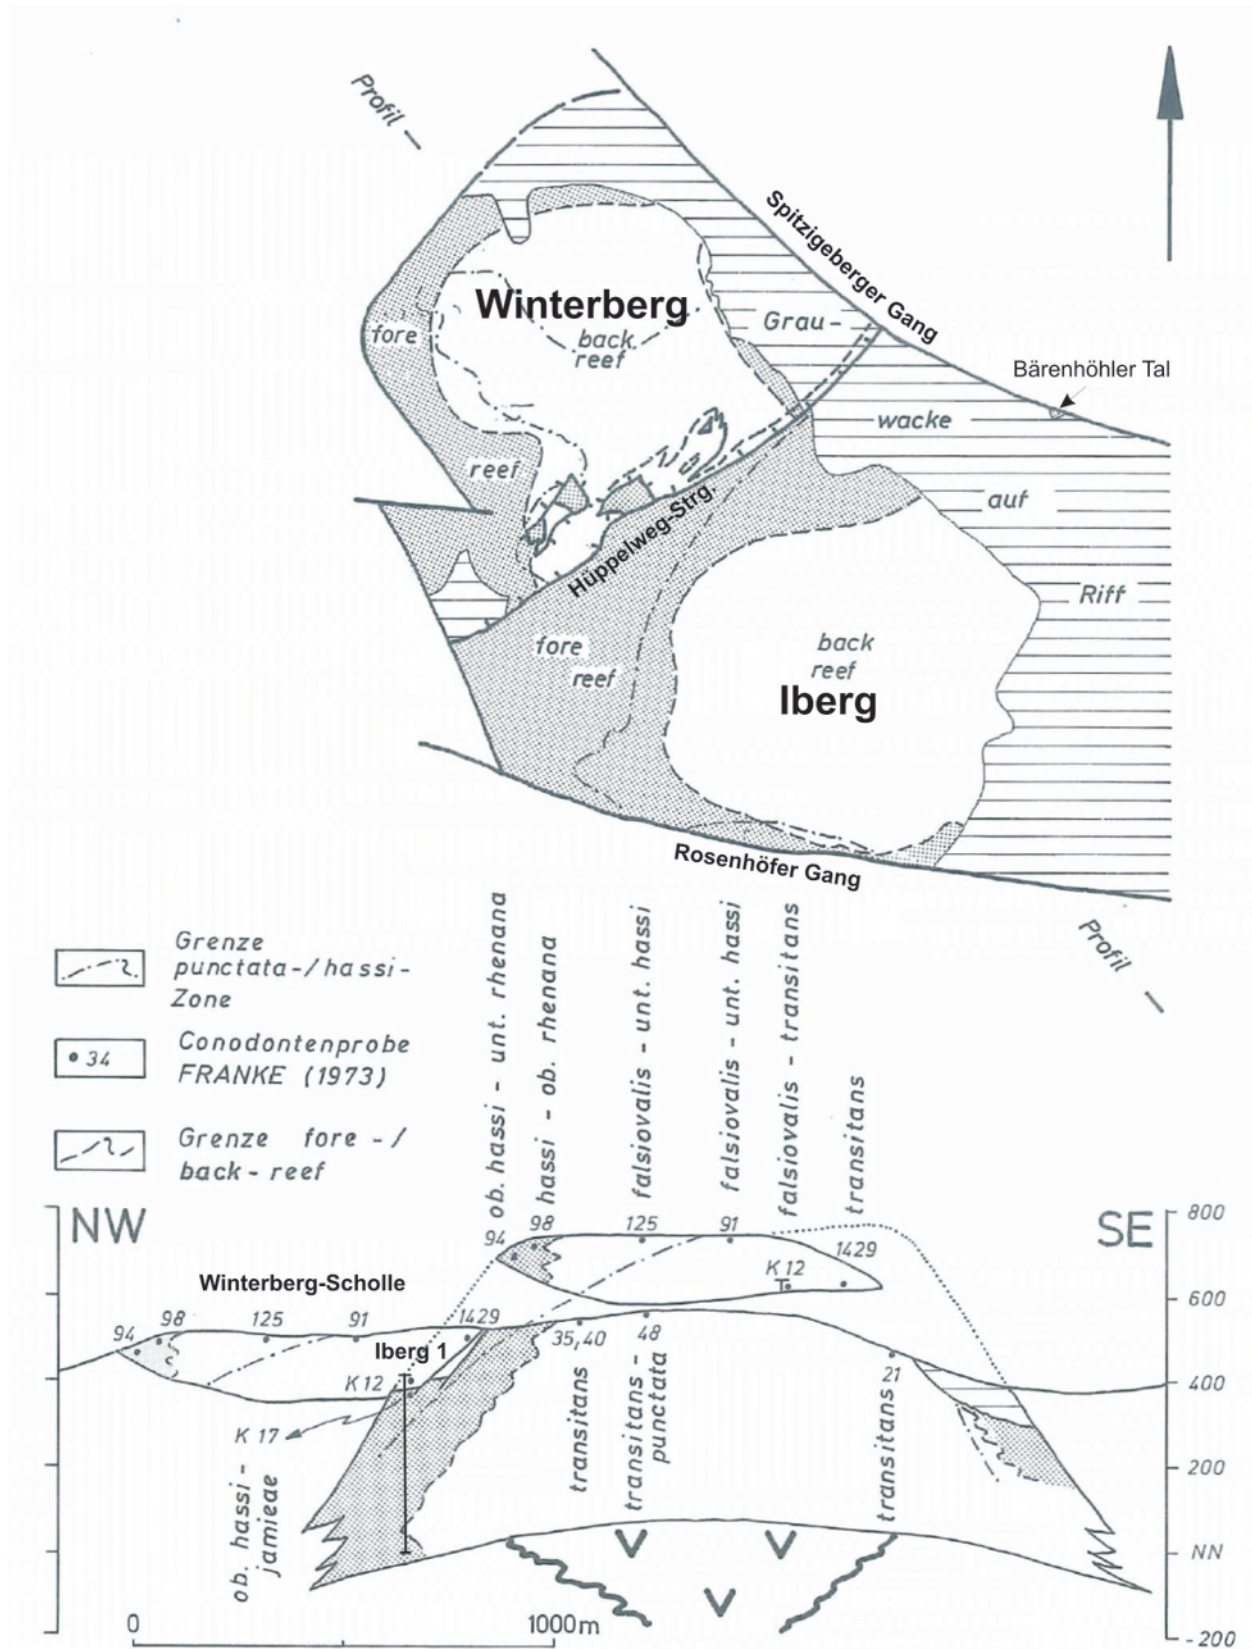 Profil –
Spitzigeberger Gang
Winterberg
back
reef
fore
reef
Grau -
Bärenhöhler Tal
wacke
auf
Riff
Hüppelweg-Strg.
fore
reef
back
reef
Iberg
Rosenhöfer Gang
Profil –
Grenze
punctata-/hassi-
Zone
34
Conodontenprobe
FRANKE (1973)
Grenze fore -/
back - reef
ob. hassi - unt. rhenana
hassi - ob. rhenana
falsiovalis - unt. hassi
falsiovalis - unt. hassi
falsiovalis - transitans
transitans
NW
SE
800
600
400
200
NN
-200
94
98
125
91
K 12
1429
Winterberg-Scholle
94
98
125
91
1429
Iberg 1
K 12
K 17
35,40
48
21
ob. hassi -
jamieae
transitans
transitans -
punctata
transitans
0
1000m